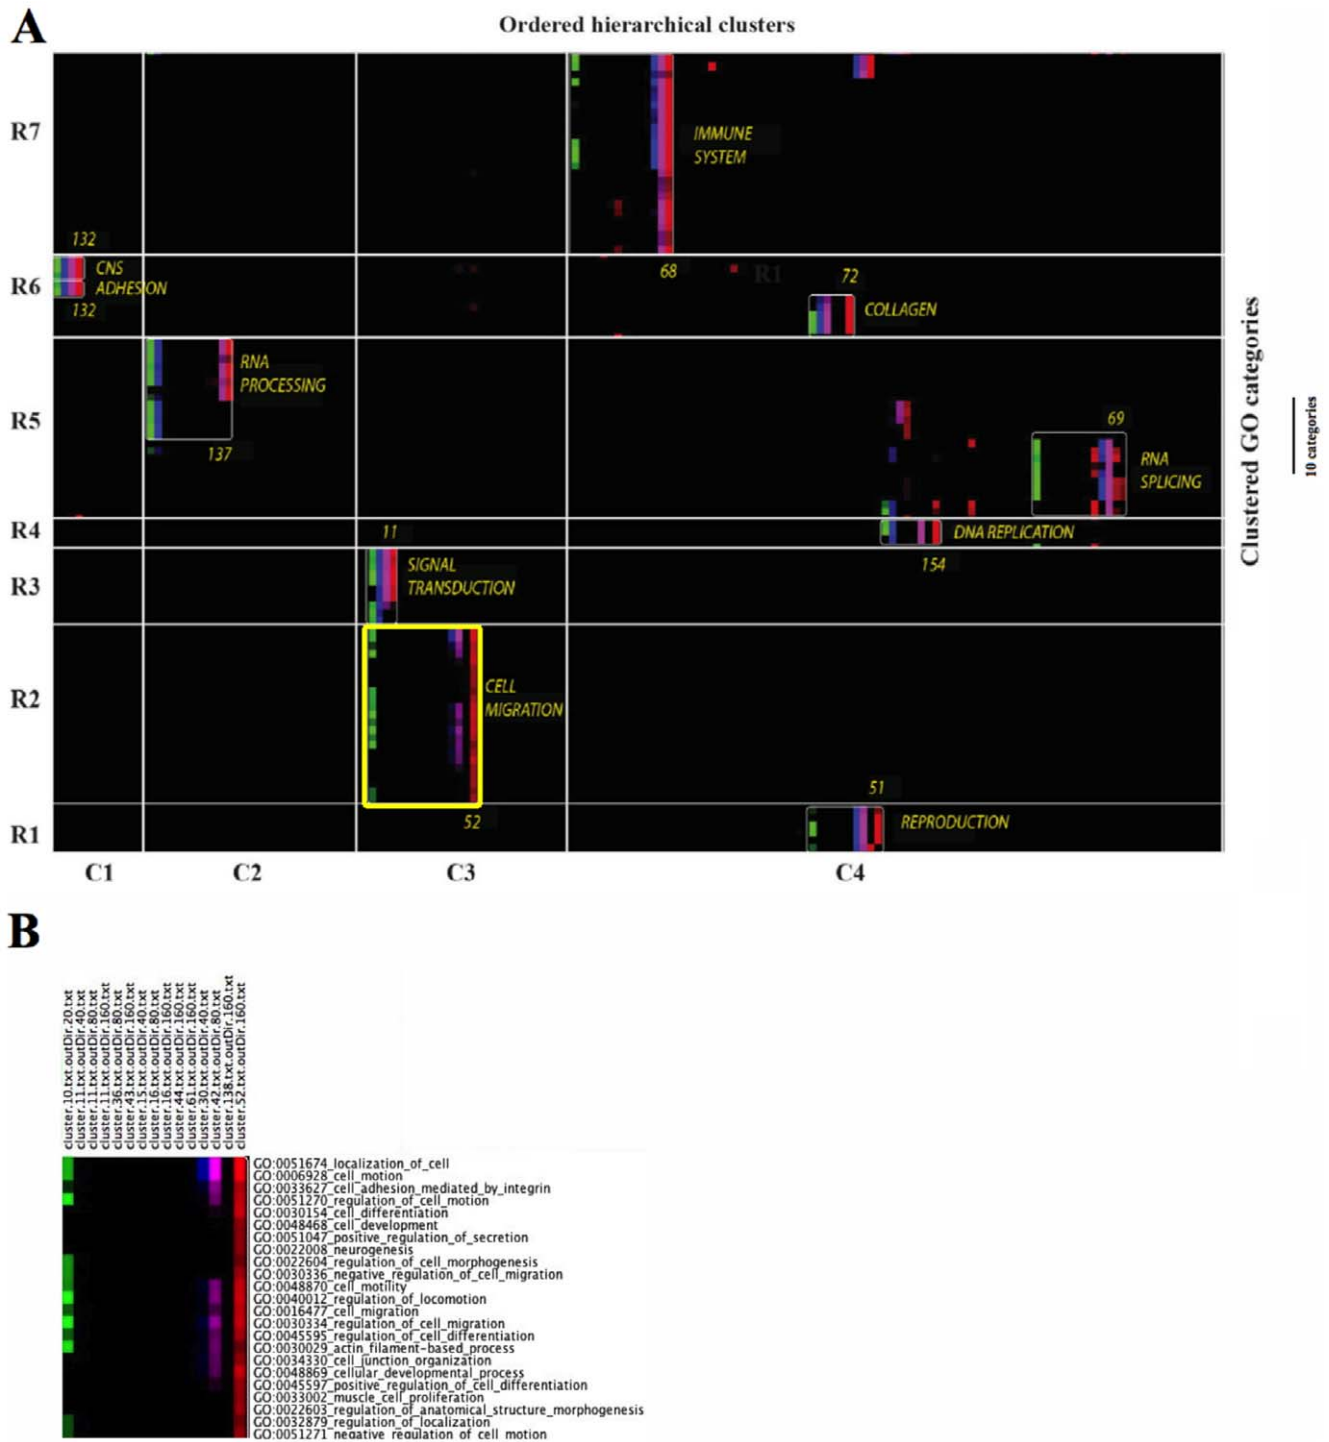 A
Ordered hierarchical clusters
R7
IMMUNE
SYSTEM
132
R6
CNS
ADHESION
132
68
R1
72
COLLAGEN
RNA
PROCESSING
R5
137
69
RNA
SPLICING
R4
11
DNA REPLICATION
154
R3
SIGNAL
TRANSDUCTION
R2
CELL
MIGRATION
52
51
R1
REPRODUCTION
C1
C2
C3
C4
Clustered GO categories
10 categories
B
cluster.10.txt.outDir.20.txt
cluster.11.txt.outDir.40.txt
cluster.11.txt.outDir.80.txt
cluster.11.txt.outDir.160.txt
cluster.36.txt.outDir.80.txt
cluster.43.txt.outDir.160.txt
cluster.15.txt.outDir.40.txt
cluster.16.txt.outDir.80.txt
cluster.16.txt.outDir.160.txt
cluster.44.txt.outDir.160.txt
cluster.61.txt.outDir.160.txt
cluster.30.txt.outDir.40.txt
cluster.42.txt.outDir.80.txt
cluster.138.txt.outDir.160.txt
cluster.52.txt.outDir.160.txt
GO:0051674_localization_of_cell
GO:0006928_cell_motion
GO:0033627_cell_adhesion_mediated_by_integrin
GO:0051270_regulation_of_cell_motion
GO:0030154_cell_differentiation
GO:0048468_cell_development
GO:0051047_positive_regulation_of_secretion
GO:0022008_neurogenesis
GO:0022604_regulation_of_cell_morphogenesis
GO:0030336_negative_regulation_of_cell_migration
GO:0048870_cell_motility
GO:0040012_regulation_of_locomotion
GO:0016477_cell_migration
GO:0030334_regulation_of_cell_migration
GO:0045595_regulation_of_cell_differentiation
GO:0030029_actin_filament-based_process
GO:0034330_cell_junction_organization
GO:0048869_cellular_developmental_process
GO:0045597_positive_regulation_of_cell_differentiation
GO:0033002_muscle_cell_proliferation
GO:0022603_regulation_of_anatomical_structure_morphogenesis
GO:0032879_regulation_of_localization
GO:0051271_negative_regulation_of_cell_motion